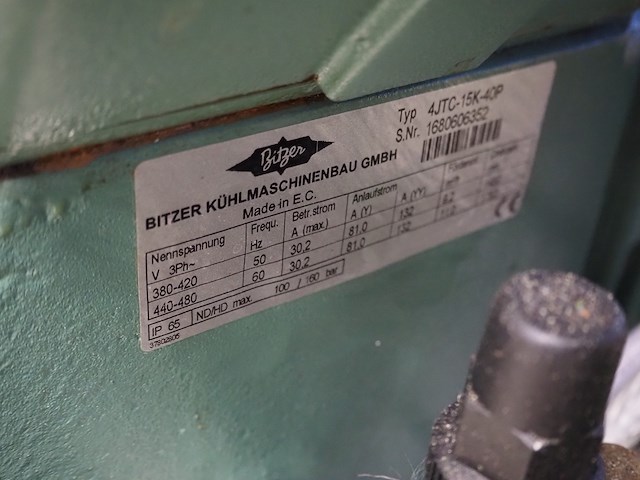 Bitzer
Typ 4JTC-15K-40P
S.Nr. 1680606352
BITZER KÜHLMASCHINENBAU GMBH
Made in E.C.
Nennspannung Frequ. Betr.strom Anlaufstrom
V 3Ph~ Hz A (max.) A (Y) A (YY)
380-420 50 30,2 81,0 132
440-480 60 30,2 81,0 132
IP 65 ND/HD max. 100 / 160 bar
CE